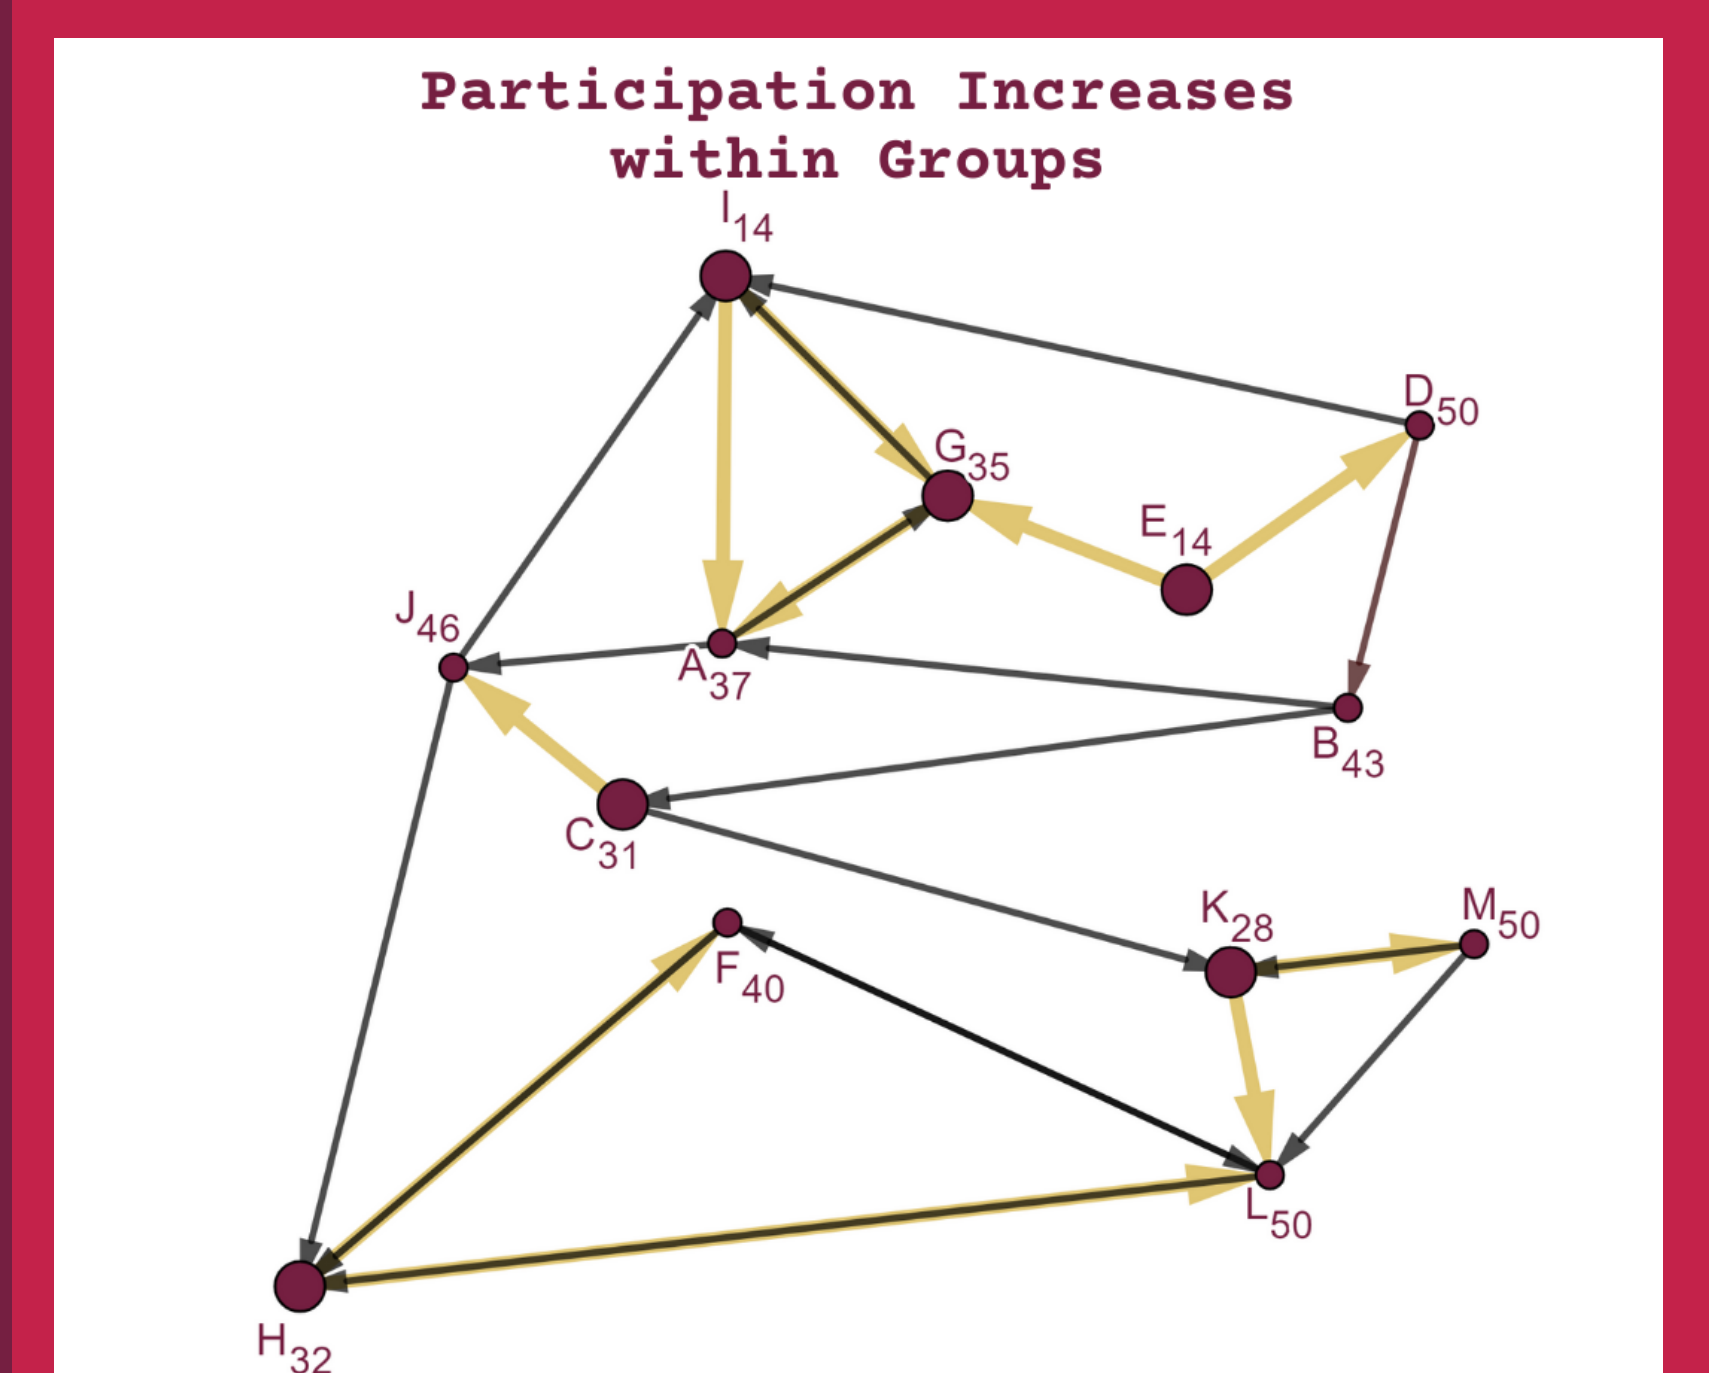 Participation Increases
within Groups
I14
D50
G35
E14
J46
A37
B43
C31
K28
M50
F40
L50
H32